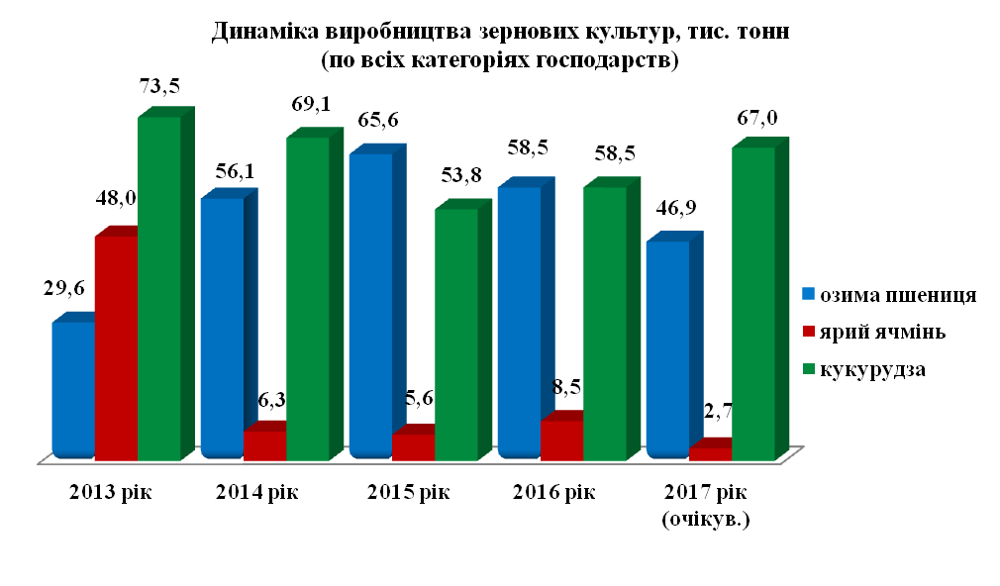 Динаміка виробництва зернових культур, тис. тонн
(по всіх категоріях господарств)
29,6
48,0
73,5
56,1
6,3
69,1
65,6
5,6
53,8
58,5
8,5
58,5
46,9
2,7
67,0
озима пшениця
ярий ячмінь
кукурудза
2013 рік
2014 рік
2015 рік
2016 рік
2017 рік
(очікув.)